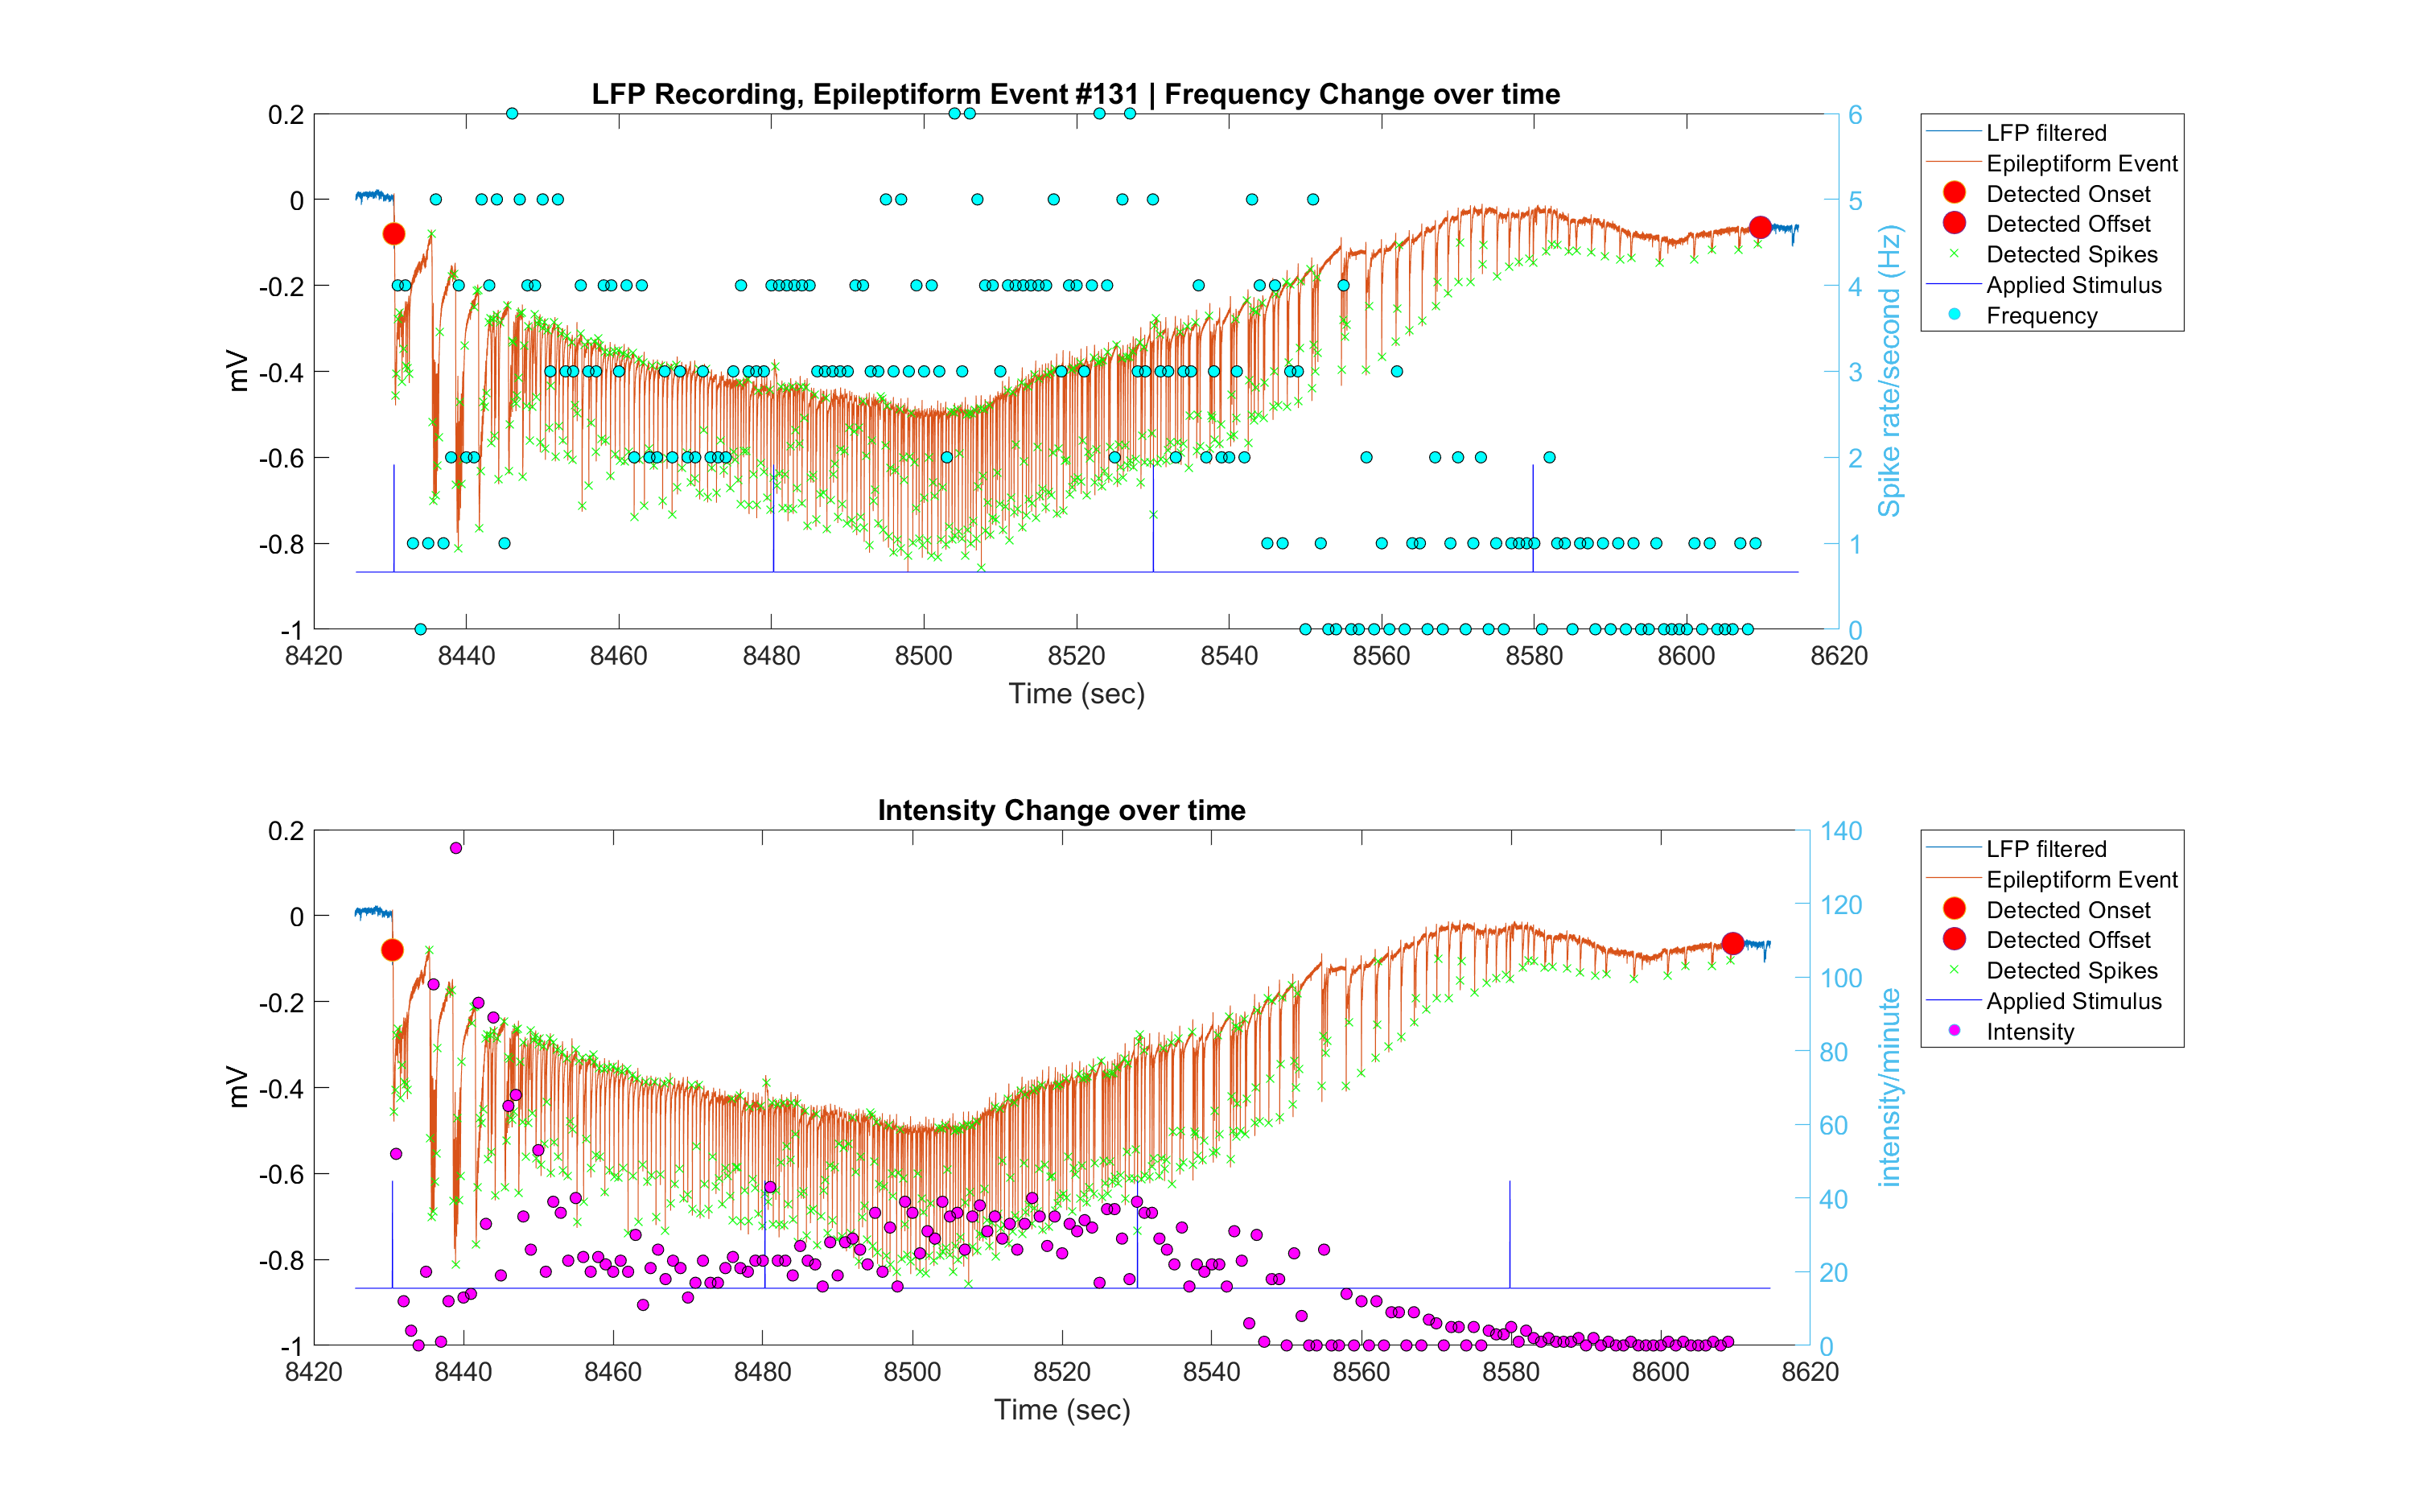 LFP Recording, Epileptiform Event #131 | Frequency Change over time
0.2
0
-0.2
-0.4
-0.6
-0.8
-1
mV
6
5
4
3
2
1
0
Spike rate/second (Hz)
8420 8440 8460 8480 8500 8520 8540 8560 8580 8600 8620
Time (sec)
LFP filtered
Epileptiform Event
Detected Onset
Detected Offset
Detected Spikes
Applied Stimulus
Frequency
Intensity Change over time
0.2
0
-0.2
-0.4
-0.6
-0.8
-1
mV
140
120
100
80
60
40
20
0
intensity/minute
8420 8440 8460 8480 8500 8520 8540 8560 8580 8600 8620
Time (sec)
LFP filtered
Epileptiform Event
Detected Onset
Detected Offset
Detected Spikes
Applied Stimulus
Intensity